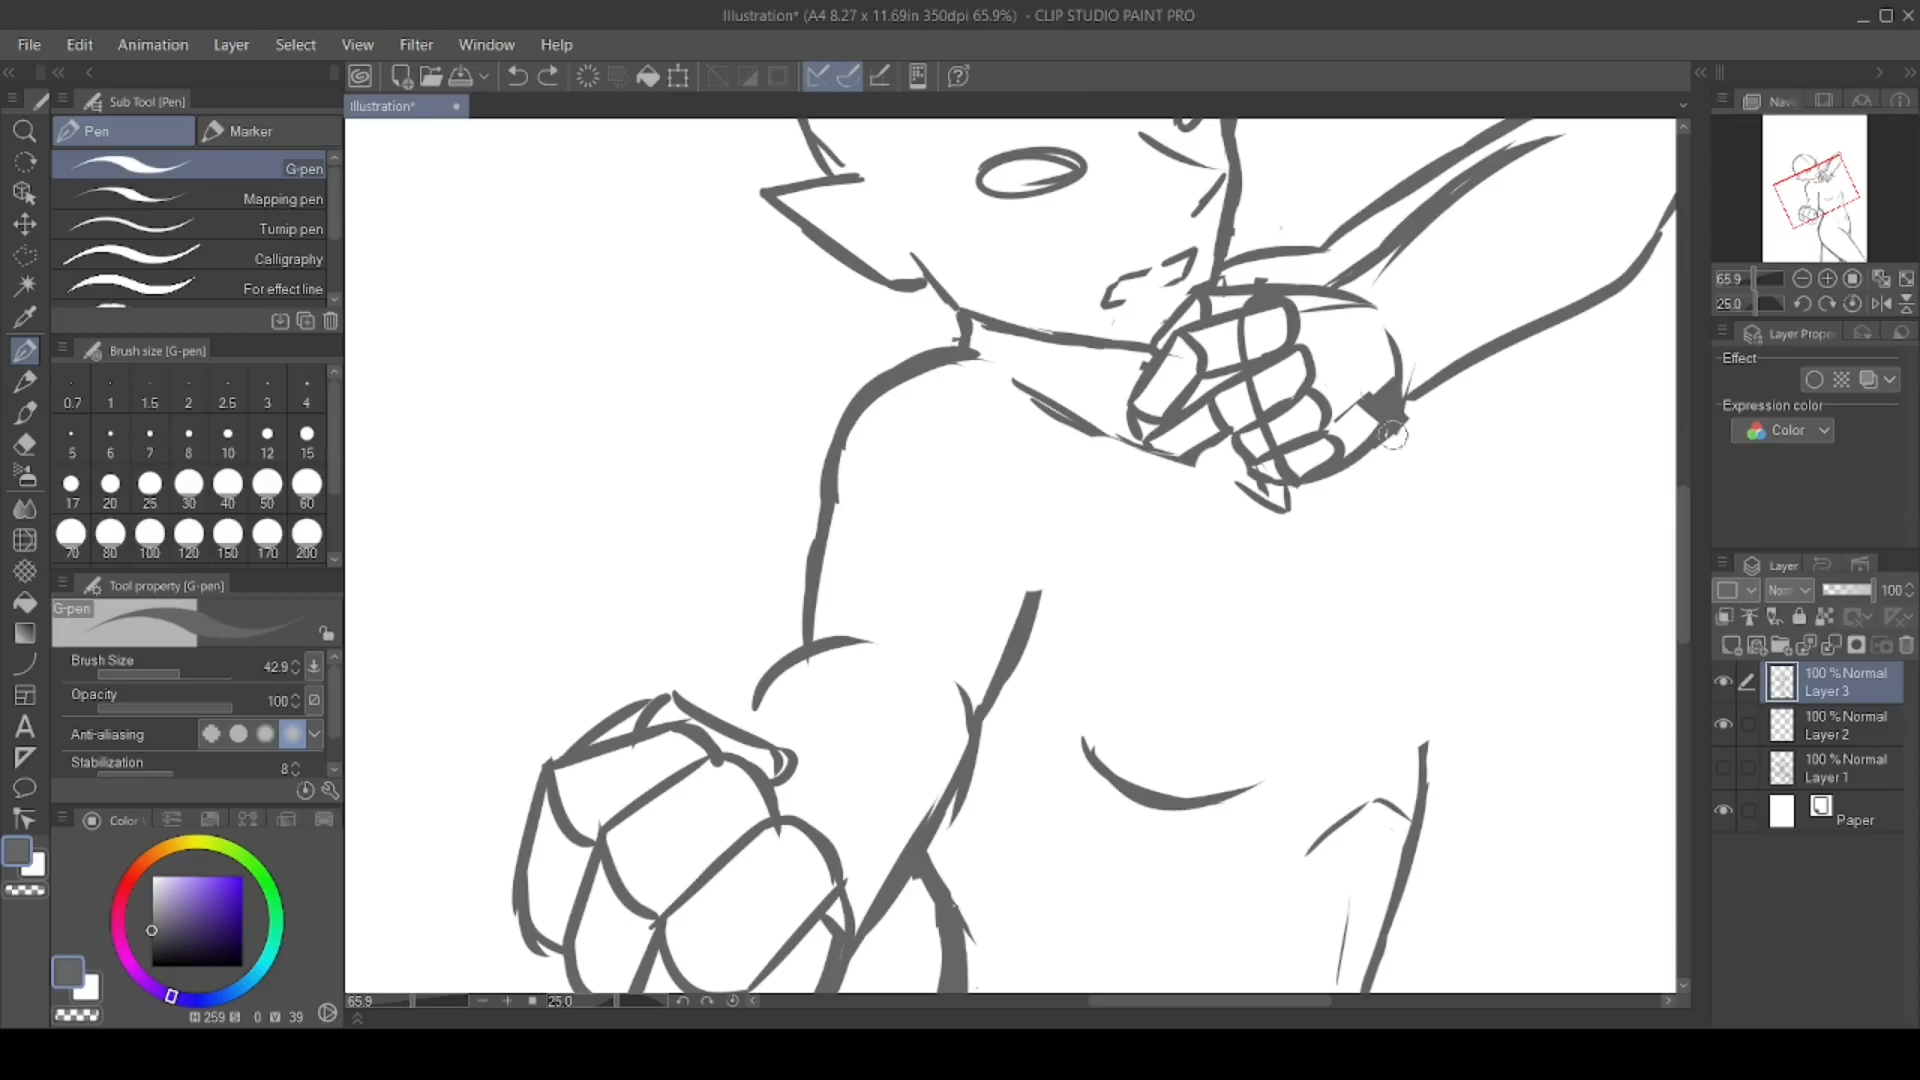 Illustration* (A4 8.27 x 11.69in 350dpi 65.9%) - CLIP STUDIO PAINT PRO
File Edit Animation Layer Select View Filter Window Help
Sub Tool [Pen]
Illustration*
Pen Marker
G-pen
Mapping pen
Turnip pen
Calligraphy
For effect line
Brush size [G-pen]
0.7 1 1.5 2 2.5 3 4
5 6 7 8 10 12 15
17 20 25 30 40 50 60
70 80 100 120 150 170 200
Tool property [G-pen]
G-pen
Brush Size 42.9
Opacity 100
Anti-aliasing
Stabilization 8
Color
H 259 S 0 V 39
65.9 25.0
Nav
65.9
25.0
Layer Proper
Effect
Expression color
Color
Layer
Norm 100
100 % Normal
Layer 3
100 % Normal
Layer 2
100 % Normal
Layer 1
Paper